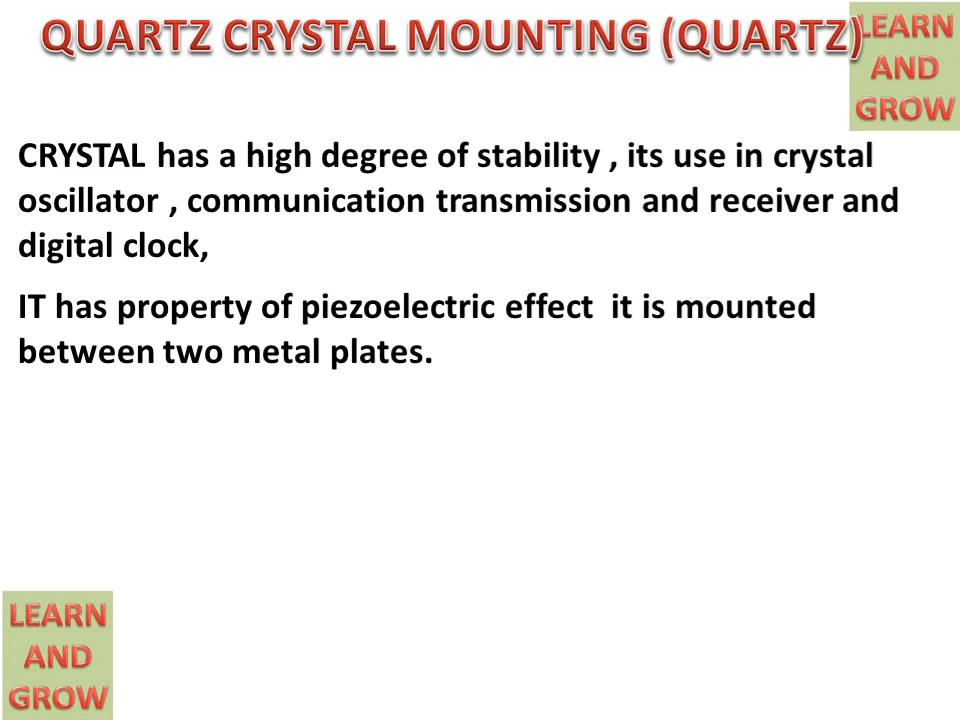 QUARTZ CRYSTAL MOUNTING (QUARTZ)
LEARN
AND
GROW
CRYSTAL has a high degree of stability , its use in crystal
oscillator , communication transmission and receiver and
digital clock,
IT has property of piezoelectric effect  it is mounted
between two metal plates.
LEARN
AND
GROW